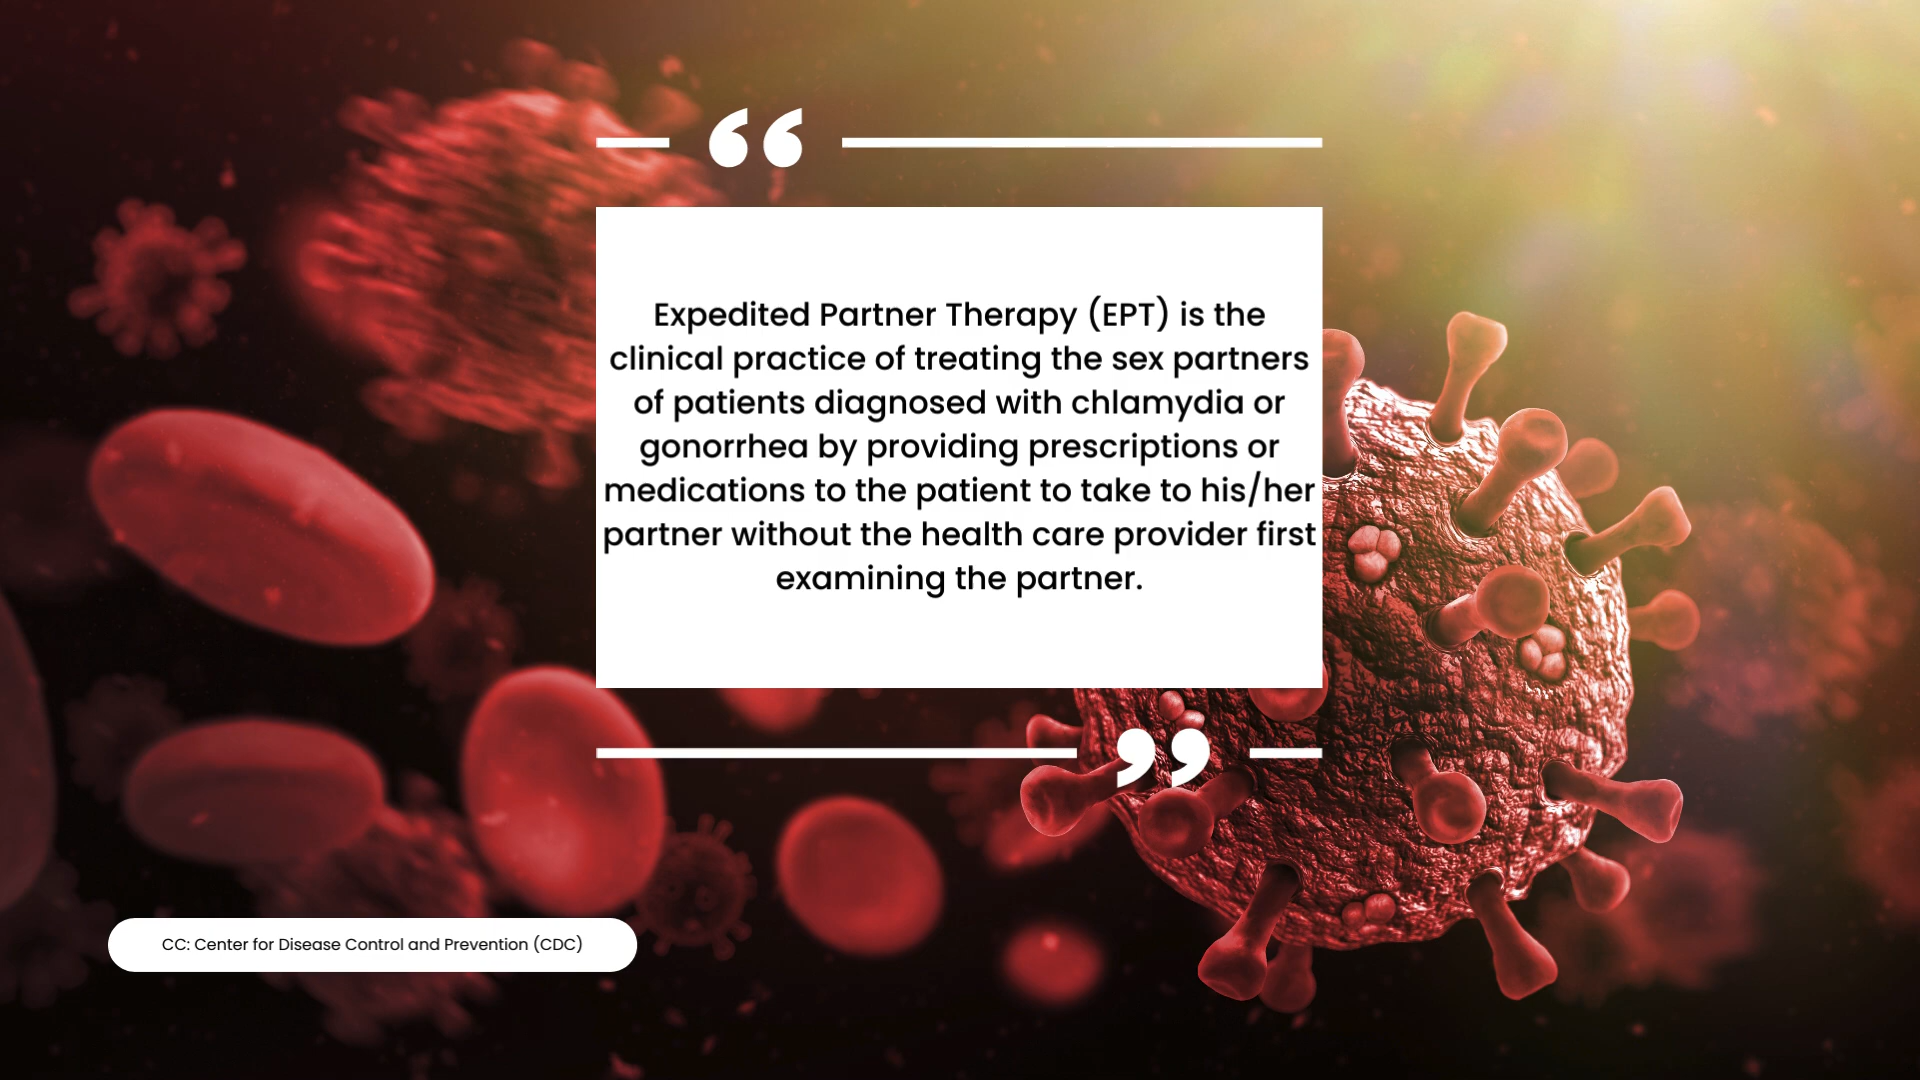 “
Expedited Partner Therapy (EPT) is the
clinical practice of treating the sex partners
of patients diagnosed with chlamydia or
gonorrhea by providing prescriptions or
medications to the patient to take to his/her
partner without the health care provider first
examining the partner.
”
CC: Center for Disease Control and Prevention (CDC)